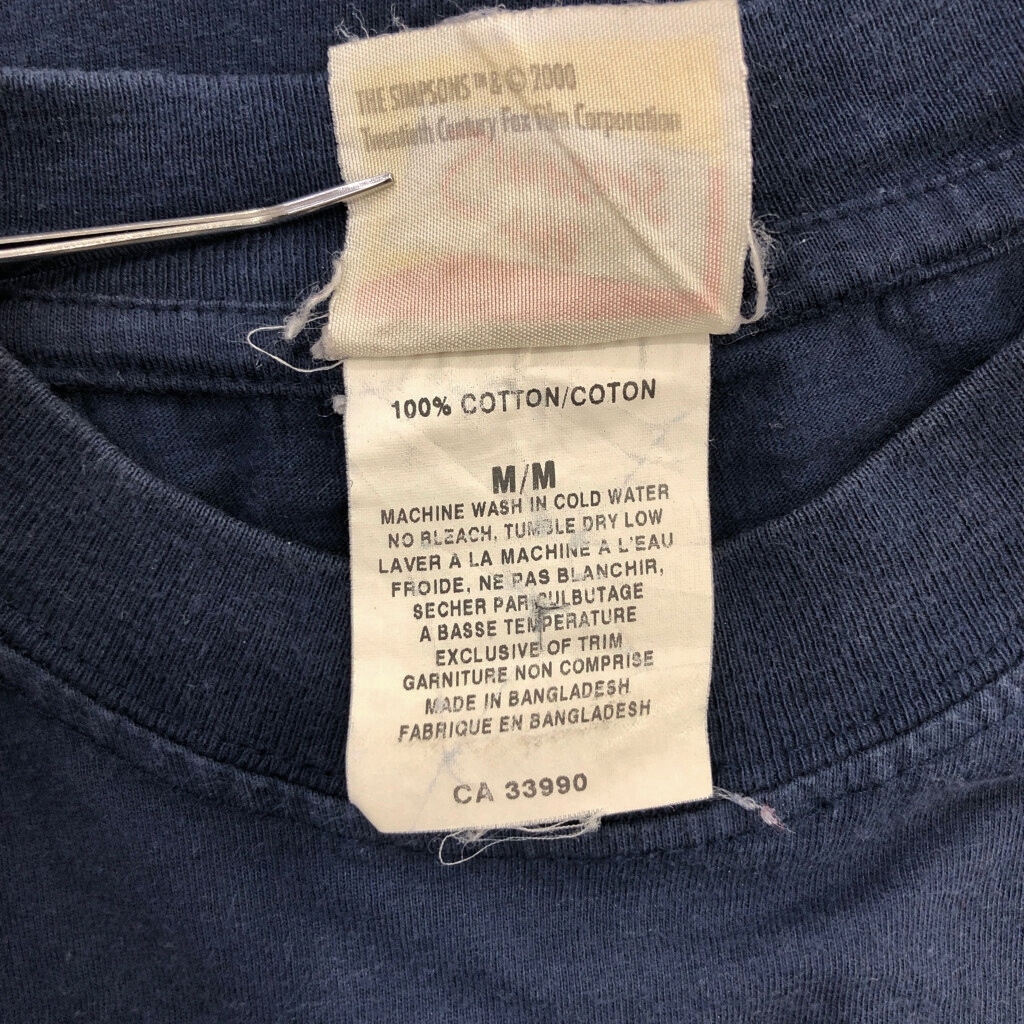 THE SIMPSONS ™ & © 2000
Twentieth Century Fox Film Corporation
100% COTTON/COTON
M/M
MACHINE WASH IN COLD WATER
NO BLEACH, TUMBLE DRY LOW
LAVER À LA MACHINE A L'EAU
FROIDE, NE PAS BLANCHIR,
SECHER PAR CULBUTAGE
A BASSE TEMPERATURE
EXCLUSIVE OF TRIM
GARNITURE NON COMPRISE
MADE IN BANGLADESH
FABRIQUE EN BANGLADESH
CA 33990